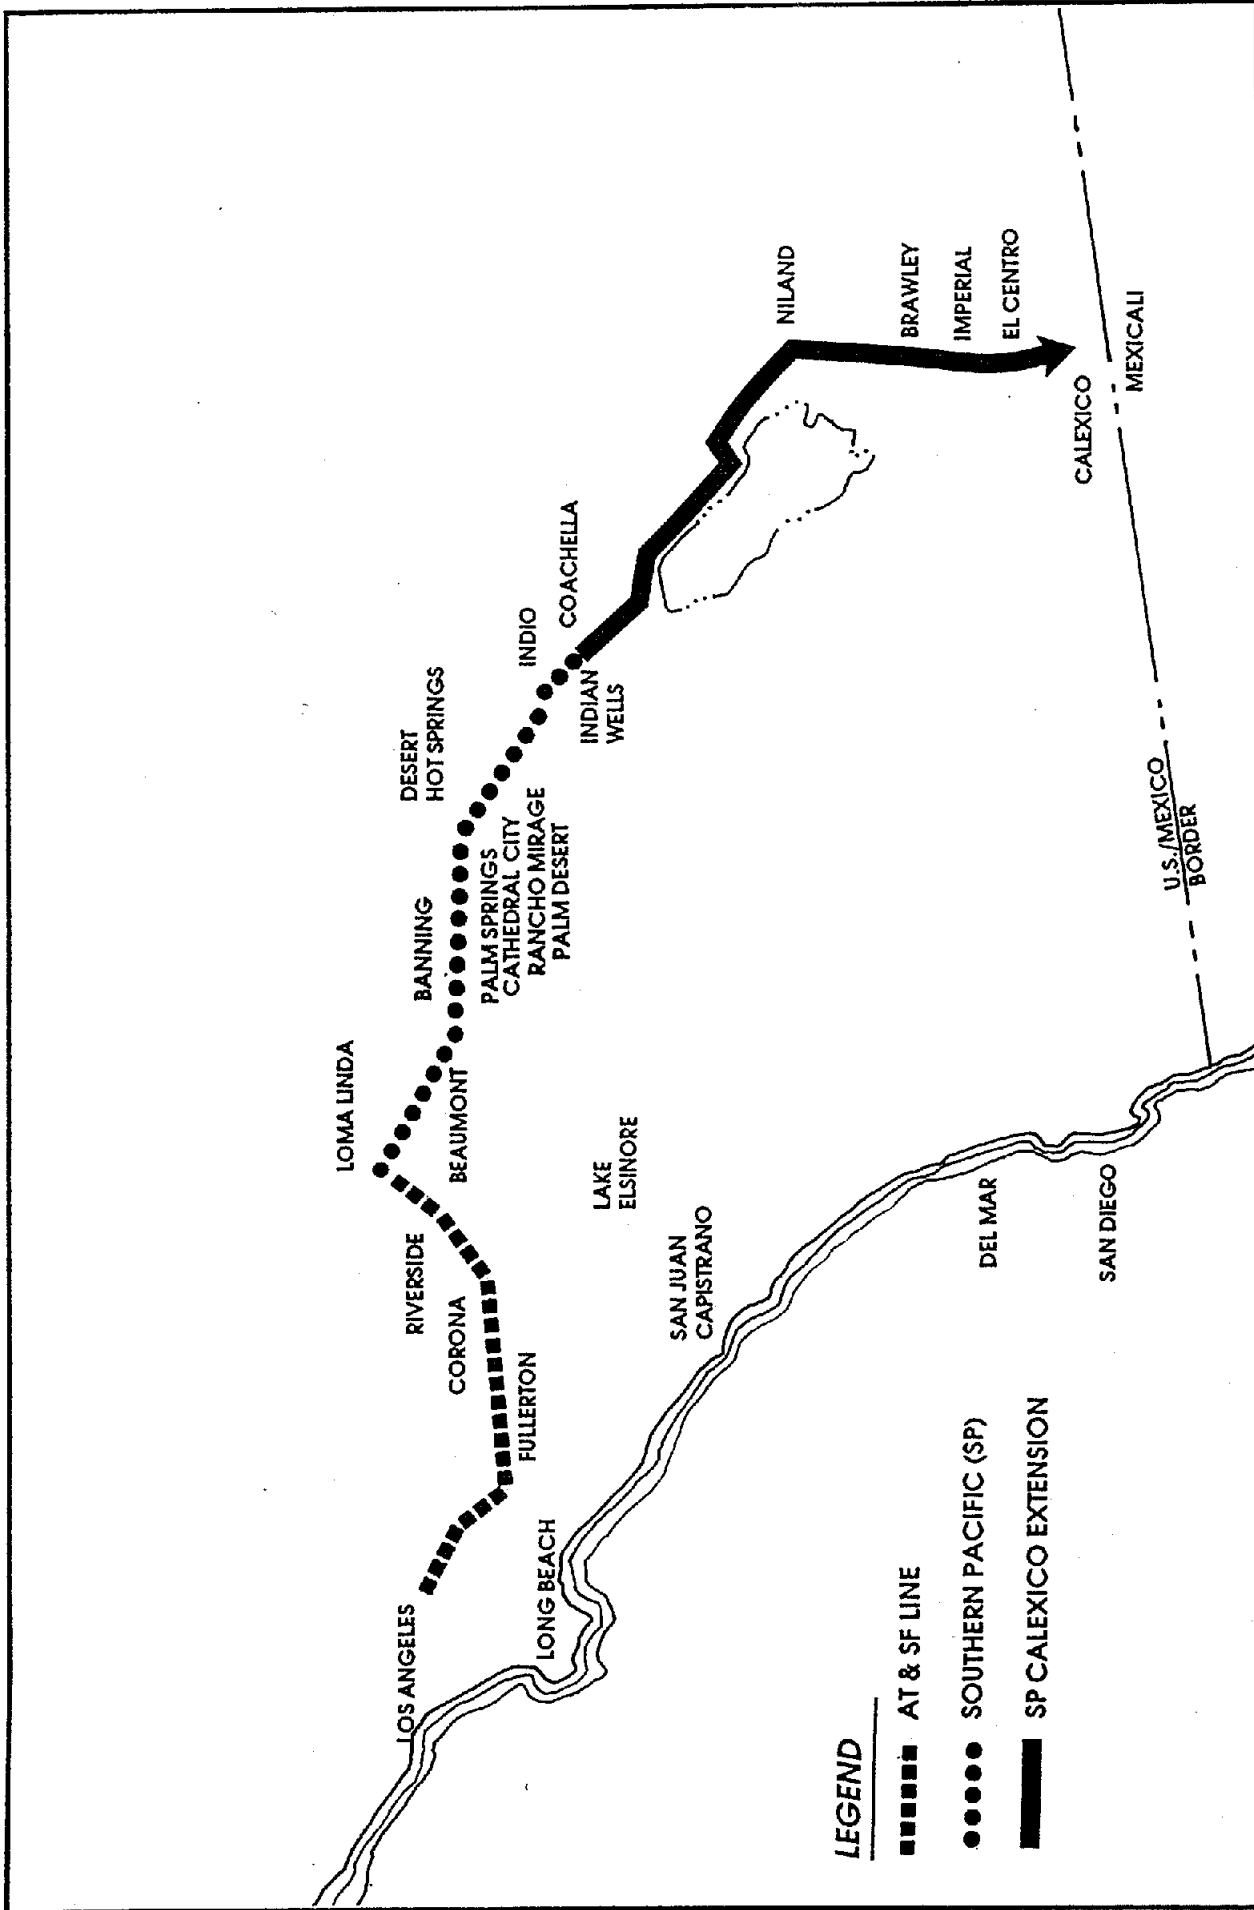 LOMA LINDA
DESERT
HOT SPRINGS
LOS ANGELES
RIVERSIDE
BANNING
CORONA
BEAUMONT
PALM SPRINGS
CATHEDRAL CITY
RANCHO MIRAGE
PALM DESERT
INDIO
COACHELLA
INDIAN
WELLS
FULLERTON
LONG BEACH
LAKE
ELSINORE
SAN JUAN
CAPISTRANO
NILAND
BRAWLEY
IMPERIAL
EL CENTRO
CALEXICO
MEXICALI
DEL MAR
SAN DIEGO
U.S./MEXICO
BORDER
LEGEND
AT & SF LINE
SOUTHERN PACIFIC (SP)
SP CALEXICO EXTENSION